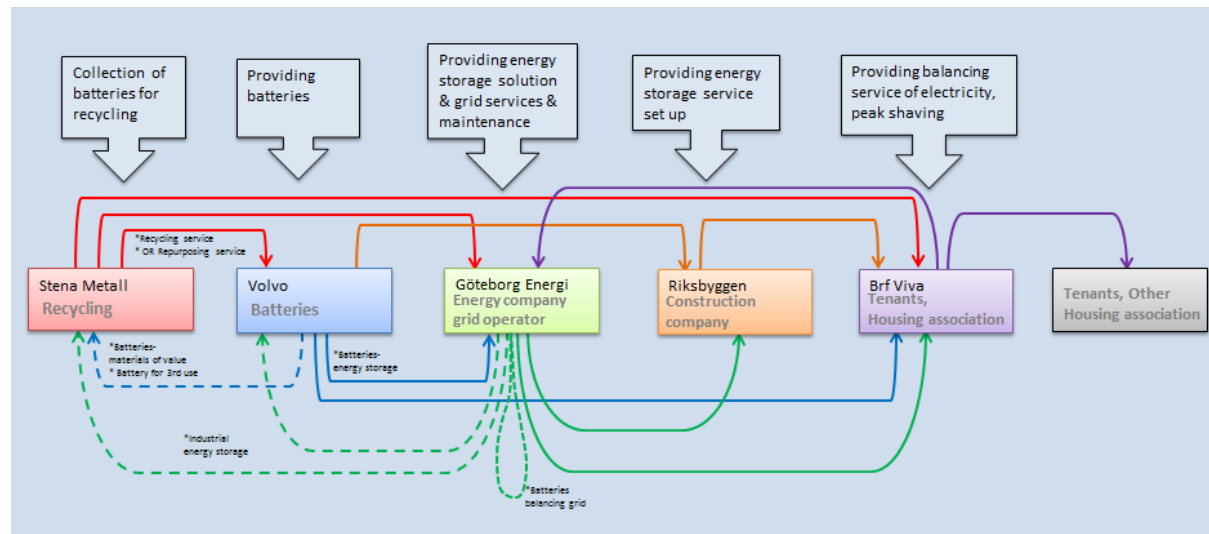 Collection of
batteries for
recycling
Providing
batteries
Providing energy
storage solution
& grid services &
maintenance
Providing energy
storage service
set up
Providing balancing
service of electricity,
peak shaving
*Recycling service
* OR Repurposing service
Stena Metall
Recycling
Volvo
Batteries
Göteborg Energi
Energy company
grid operator
Riksbyggen
Construction
company
Brf Viva
Tenants,
Housing association
Tenants, Other
Housing association
*Batteries-
materials of value
* Battery for 3rd use
*Batteries-
energy storage
*Industrial
energy storage
*Batteries
balancing grid